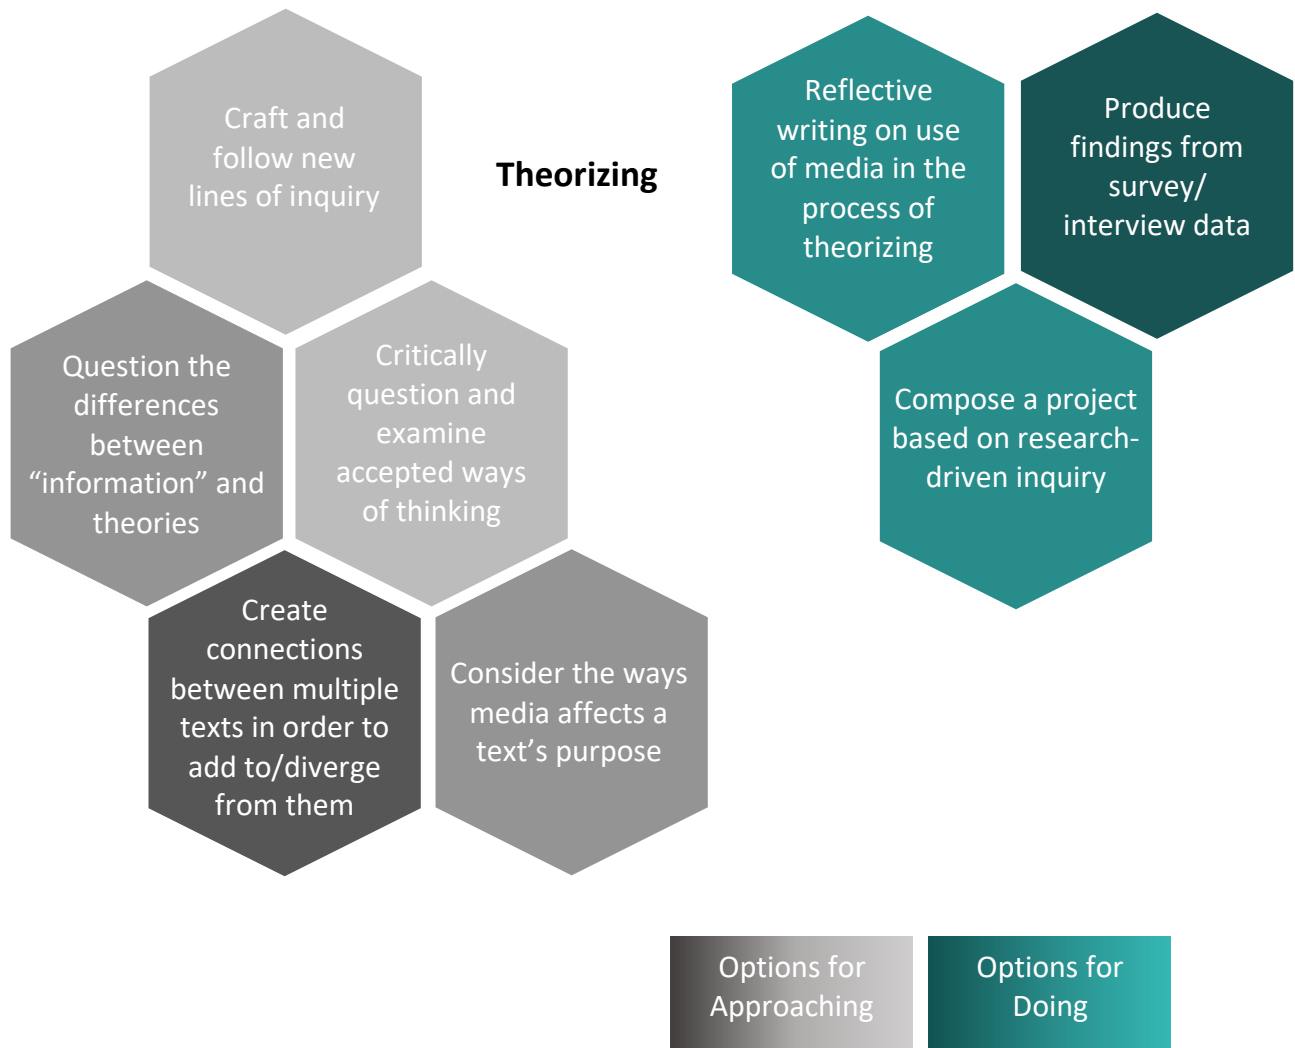 Craft and
follow new
lines of inquiry
Theorizing
Reflective
writing on use
of media in the
process of
theorizing
Produce
findings from
survey/
interview data
Question the
differences
between
“information” and
theories
Critically
question and
examine
accepted ways
of thinking
Compose a project
based on research-
driven inquiry
Create
connections
between multiple
texts in order to
add to/diverge
from them
Consider the ways
media affects a
text’s purpose
Options for
Approaching
Options for
Doing